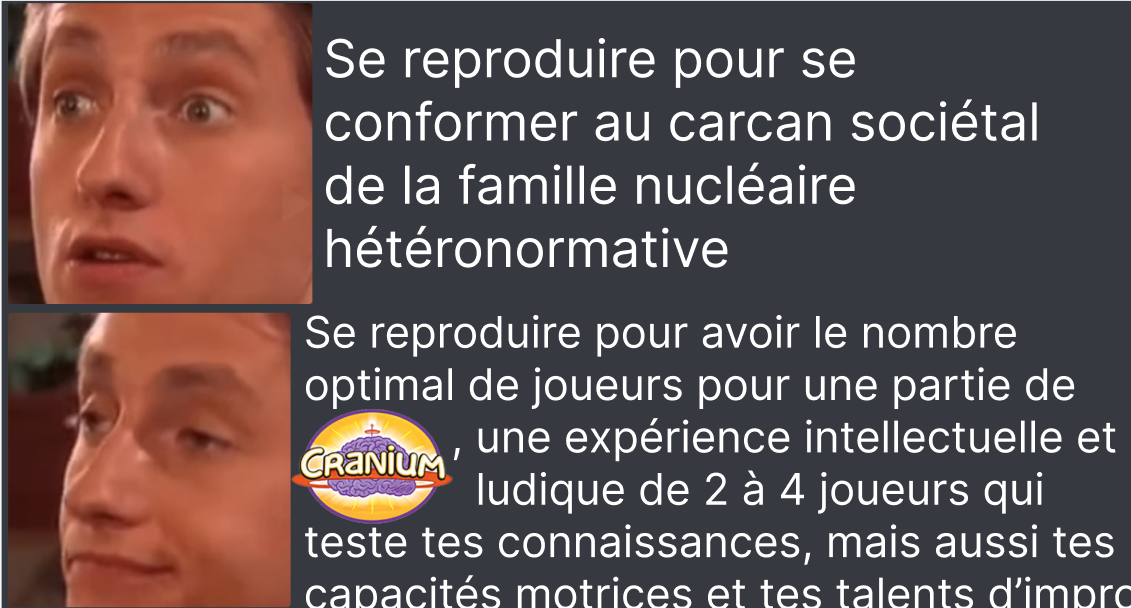 Se reproduire pour se
conformer au carcan sociétal
de la famille nucléaire
hétéronormative
Se reproduire pour avoir le nombre
optimal de joueurs pour une partie de
CRANIUM, une expérience intellectuelle et
ludique de 2 à 4 joueurs qui
teste tes connaissances, mais aussi tes
capacités motrices et tes talents d’impro